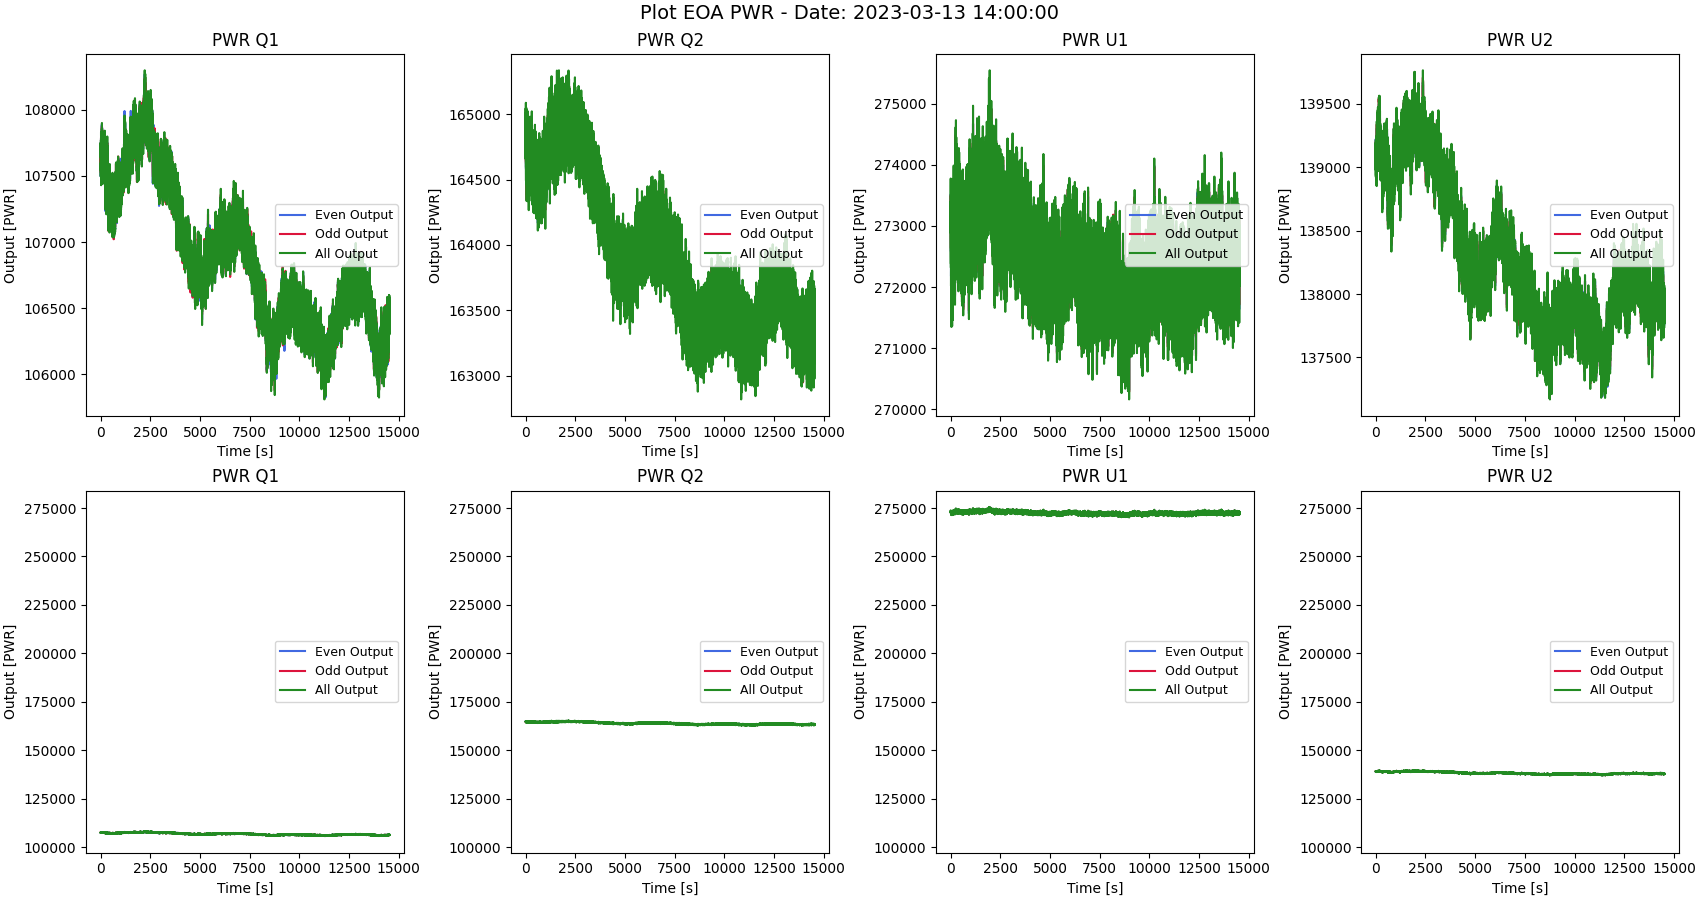 Plot EOA PWR - Date: 2023-03-13 14:00:00
PWR Q1
Output [PWR]
108000
107500
107000
106500
106000
Even Output
Odd Output
All Output
0 2500 5000 7500 10000 12500 15000
Time [s]
PWR Q2
Output [PWR]
165000
164500
164000
163500
163000
Even Output
Odd Output
All Output
0 2500 5000 7500 10000 12500 15000
Time [s]
PWR U1
Output [PWR]
275000
274000
273000
272000
271000
270000
Even Output
Odd Output
All Output
0 2500 5000 7500 10000 12500 15000
Time [s]
PWR U2
Output [PWR]
139500
139000
138500
138000
137500
Even Output
Odd Output
All Output
0 2500 5000 7500 10000 12500 15000
Time [s]
PWR Q1
Output [PWR]
275000
250000
225000
200000
175000
150000
125000
100000
Even Output
Odd Output
All Output
0 2500 5000 7500 10000 12500 15000
Time [s]
PWR Q2
Output [PWR]
275000
250000
225000
200000
175000
150000
125000
100000
Even Output
Odd Output
All Output
0 2500 5000 7500 10000 12500 15000
Time [s]
PWR U1
Output [PWR]
275000
250000
225000
200000
175000
150000
125000
100000
Even Output
Odd Output
All Output
0 2500 5000 7500 10000 12500 15000
Time [s]
PWR U2
Output [PWR]
275000
250000
225000
200000
175000
150000
125000
100000
Even Output
Odd Output
All Output
0 2500 5000 7500 10000 12500 15000
Time [s]